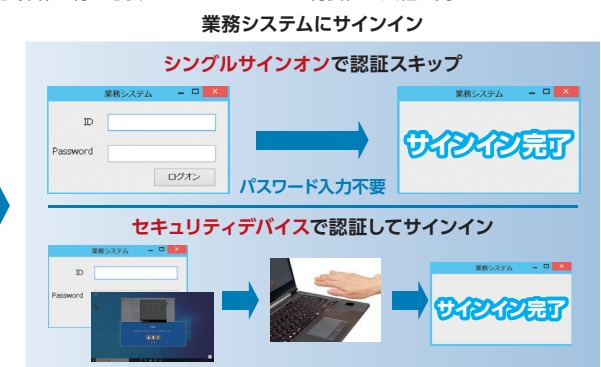 業務システムにサインイン
シングルサインオンで認証スキップ
業務システム
ID
Password
ログオン
パスワード入力不要
業務システム
サインイン完了
セキュリティデバイスで認証してサインイン
業務システム
ID
Password
業務システム
サインイン完了